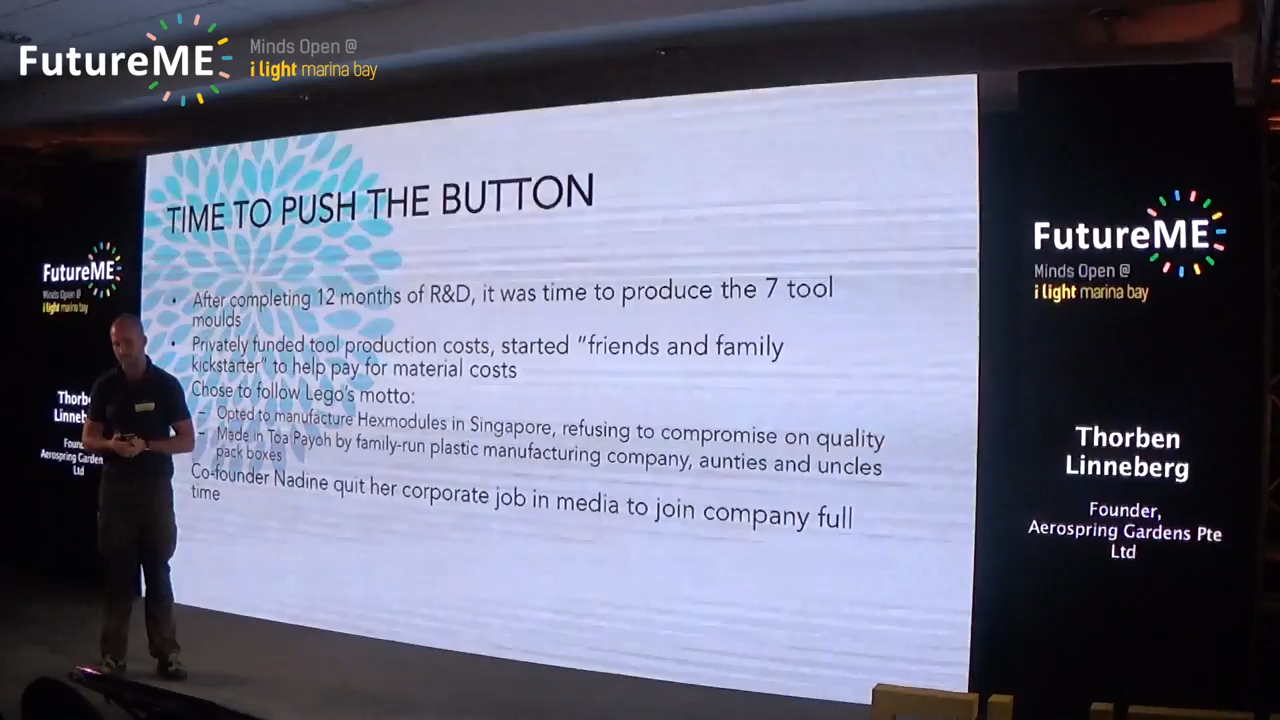 FutureME
Minds Open @
i light marina bay
TIME TO PUSH THE BUTTON
• After completing 12 months of R&D, it was time to produce the 7 tool
moulds
• Privately funded tool production costs, started “friends and family
kickstarter” to help pay for material costs
Chose to follow Lego’s motto:
– Opted to manufacture Hexmodules in Singapore, refusing to compromise on quality
– Made in Toa Payoh by family-run plastic manufacturing company, aunties and uncles
pack boxes
Co-founder Nadine quit her corporate job in media to join company full
time
FutureME
Minds Open @
i light marina bay
Thorb
Linneb
Foun
Aerospring Garden
Ltd
FutureME
Minds Open @
i light marina bay
Thorben
Linneberg
Founder,
Aerospring Gardens Pte
Ltd